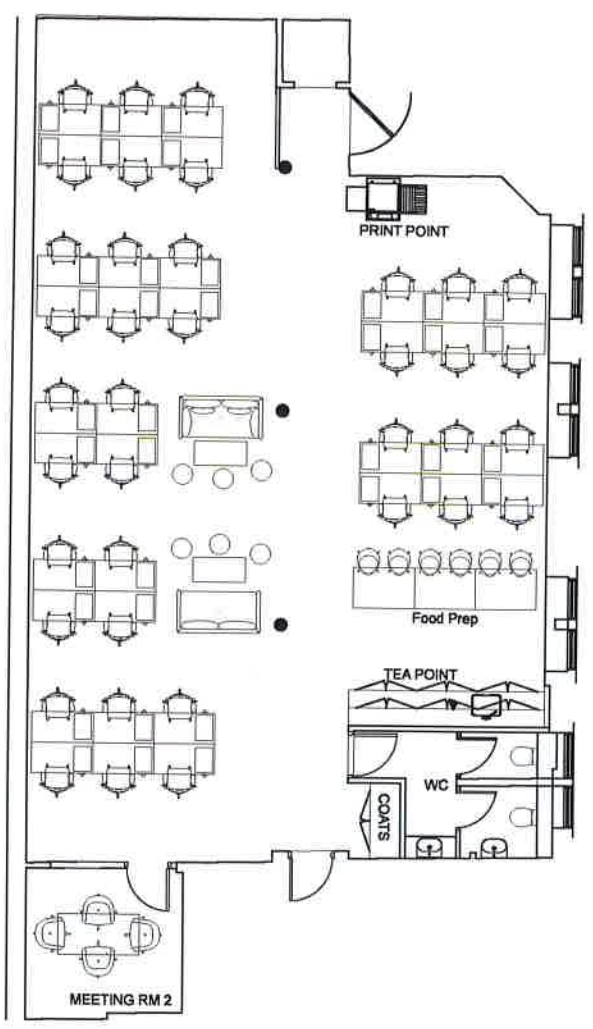 PRINT POINT
Food Prep
TEA POINT
WC
COATS
MEETING RM 2